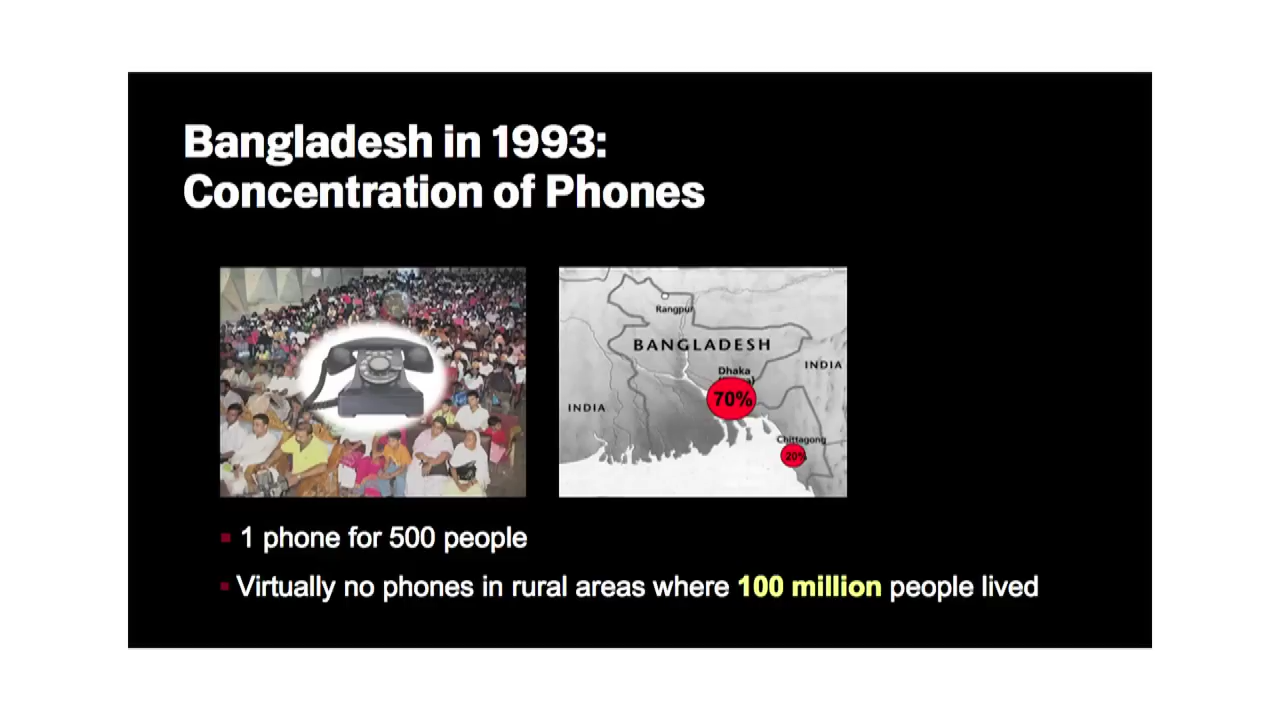 Bangladesh in 1993:
Concentration of Phones
Rangpur
BANGLADESH
Dhaka
INDIA
70%
INDIA
Chittagong
20%
1 phone for 500 people
Virtually no phones in rural areas where 100 million people lived